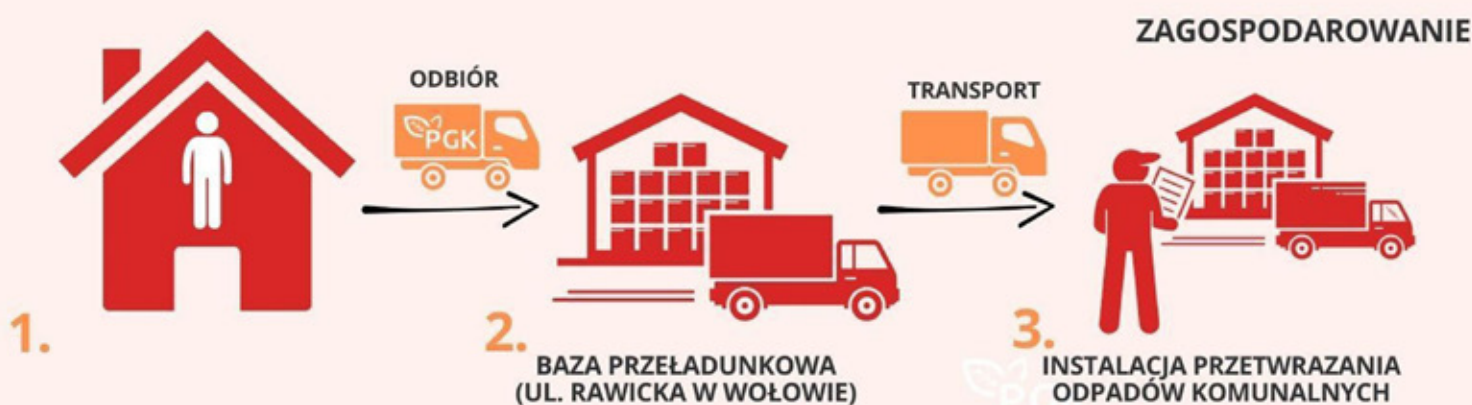 ZAGOSPODAROWANIE
ODBIÓR
PGK
TRANSPORT
1.
2.
BAZA PRZEŁADUNKOWA
(UL. RAWICKA W WOŁOWIE)
3.
INSTALACJA PRZETWRAZANIA
ODPADÓW KOMUNALNYCH